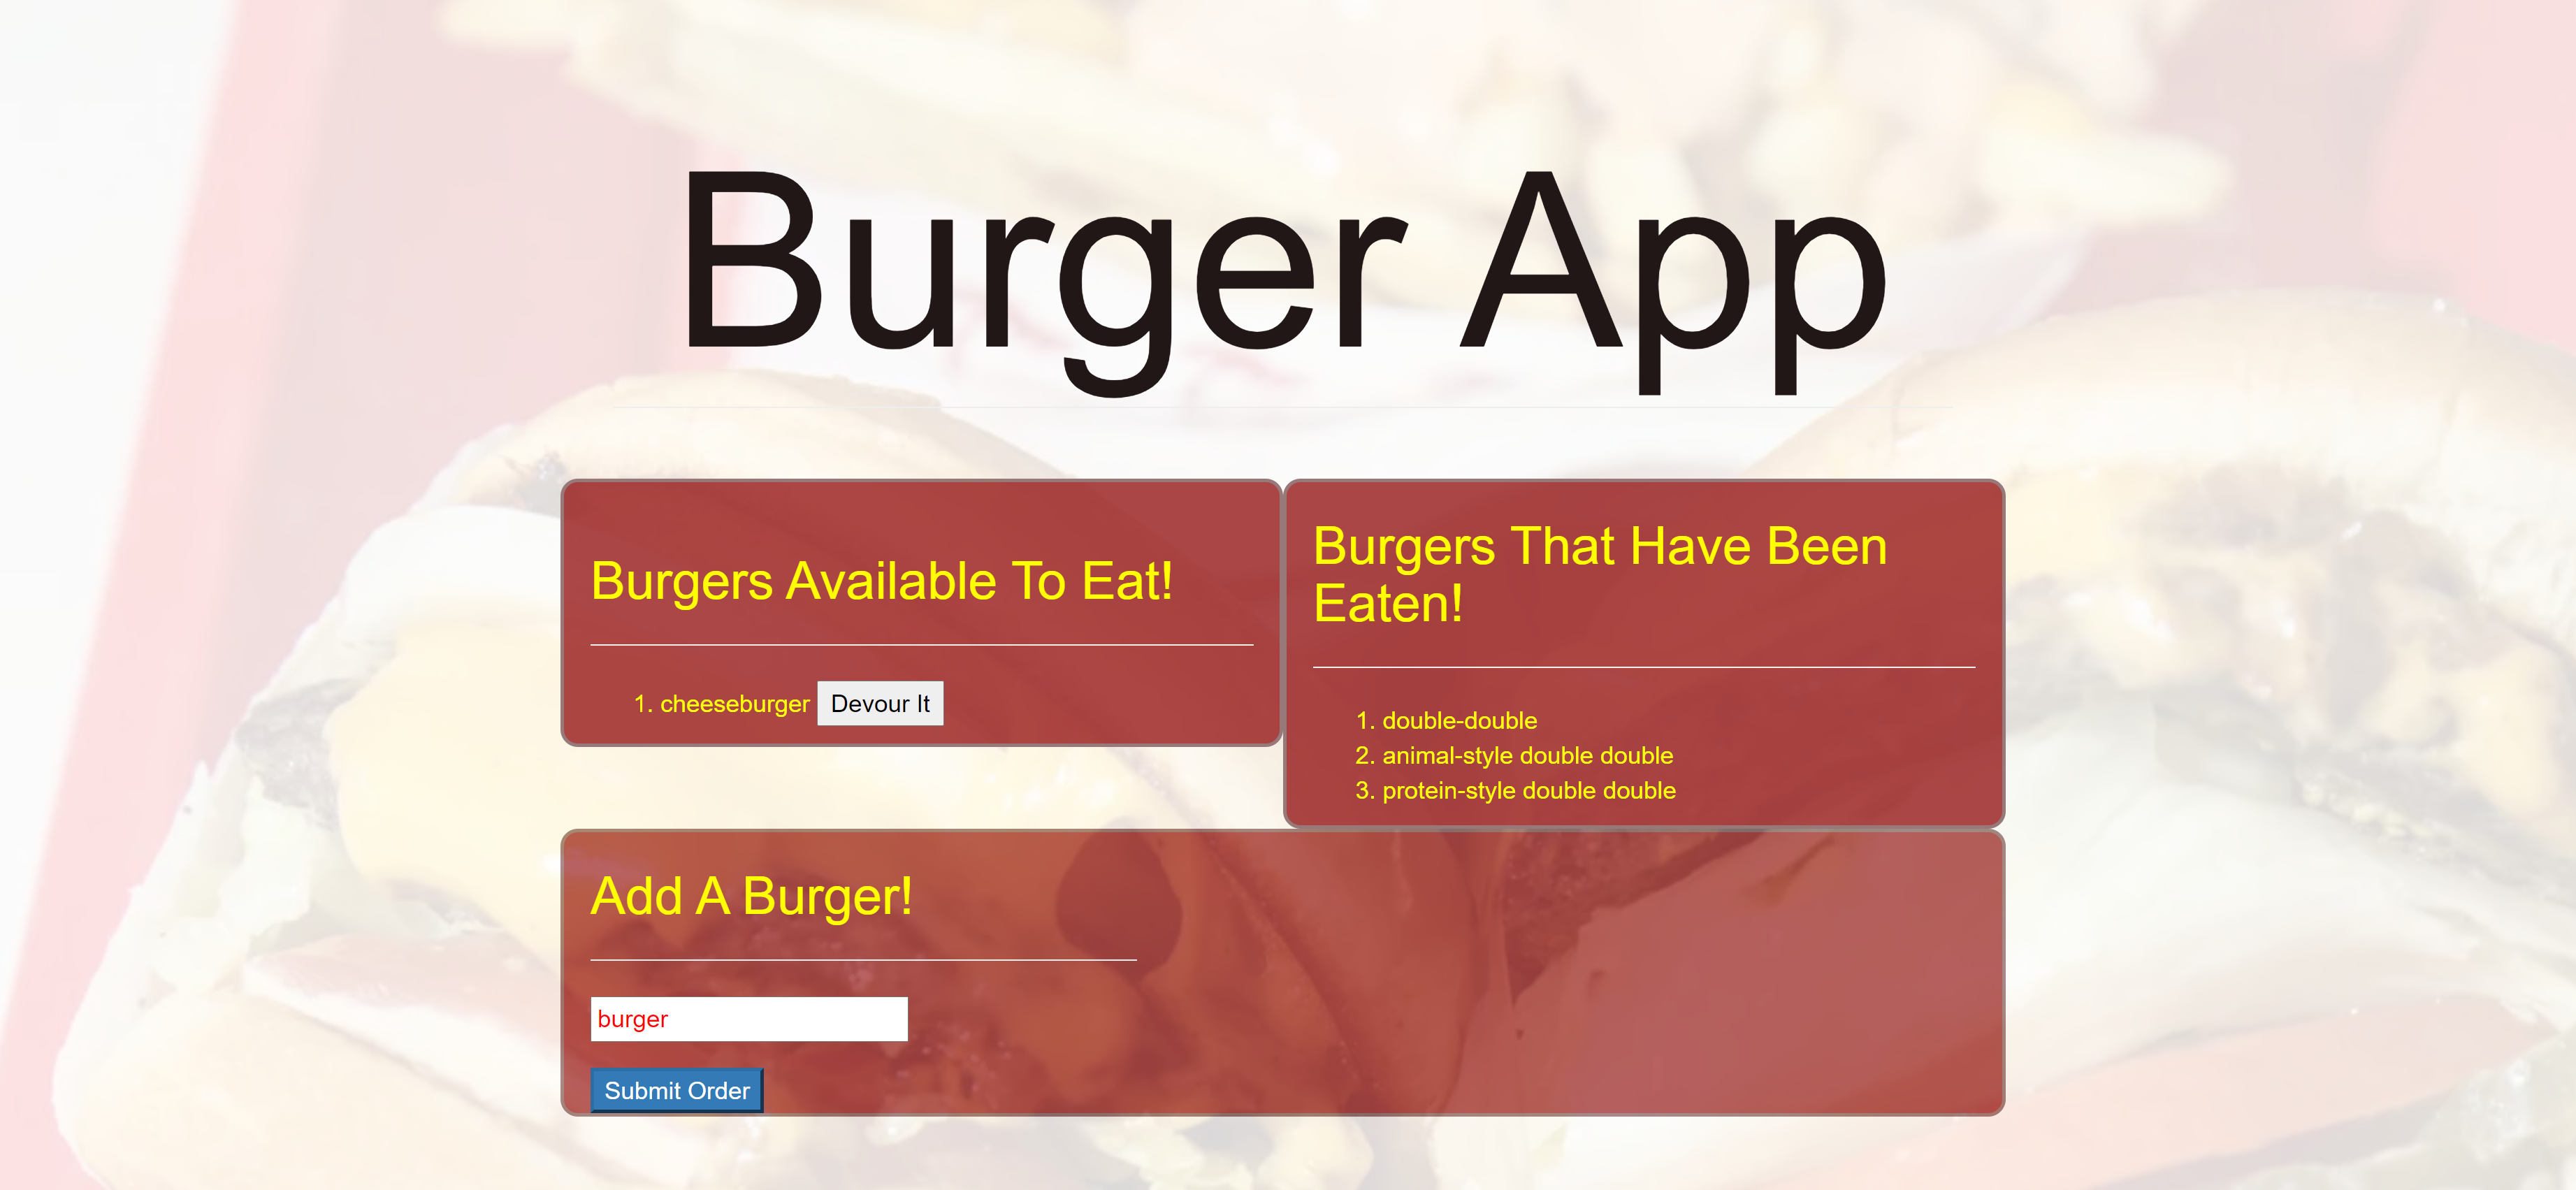 Burger App
Burgers Available To Eat!
1. cheeseburger Devour It
Burgers That Have Been
Eaten!
1. double-double
2. animal-style double double
3. protein-style double double
Add A Burger!
burger
Submit Order